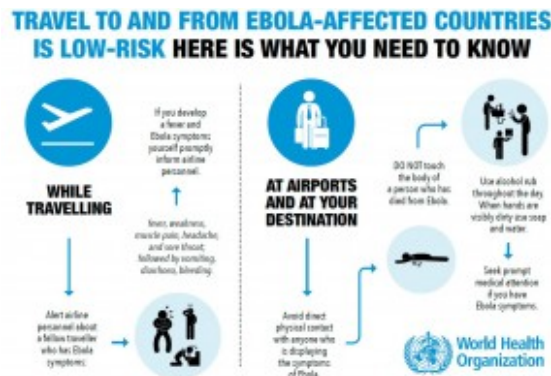 TRAVEL TO AND FROM EBOLA-AFFECTED COUNTRIES
IS LOW-RISK HERE IS WHAT YOU NEED TO KNOW
WHILE
TRAVELLING
Alert airline
personnel about
a fellow traveller
who has Ebola
symptoms
fever, weakness,
muscle pain, headache,
and sore throat;
followed by vomiting,
diarrhoea, bleeding
If you develop
a fever and
Ebola symptoms
yourself promptly
inform airline
personnel.
AT AIRPORTS
AND AT YOUR
DESTINATION
Avoid direct
physical contact
with anyone who
is displaying
the symptoms
of Ebola
DO NOT touch
the body of
a person who has
died from Ebola.
Use alcohol rub
throughout the day.
When hands are
visibly dirty use soap
and water.
Seek prompt
medical attention
if you have
Ebola symptoms.
World Health
Organization